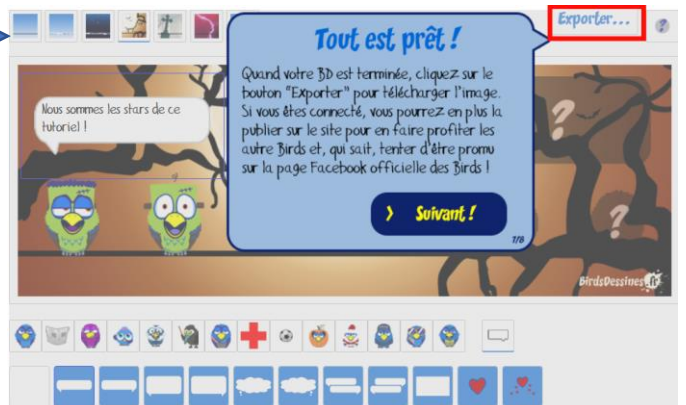 Exporter...
Tout est prêt !
Quand votre BD est terminée, cliquez sur le
bouton "Exporter" pour télécharger l'image.
Si vous êtes connecté, vous pourrez en plus la
publier sur le site pour en faire profiter les
autre Birds et, qui sait, tenter d'être promu
sur la page Facebook officielle des Birds !
> Suivant !
7/8
Nous sommes les stars de ce
tutoriel !
?
?
BirdsDessines.fr